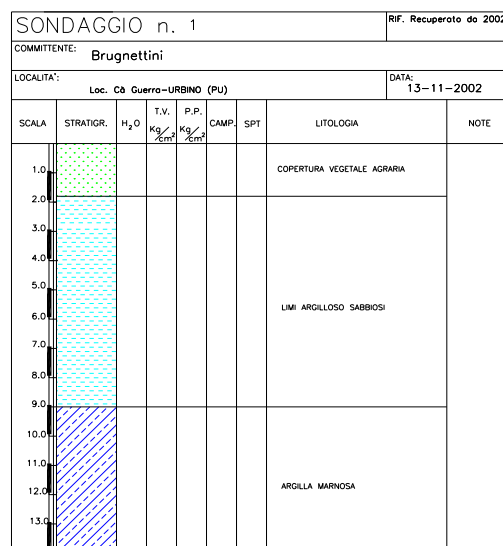 SONDAGGIO n. 1
RIF. Recuperato da 2002
COMMITTENTE: Brugnettini
LOCALITA': Loc. Cà Guerra-URBINO (PU)
DATA: 13-11-2002
SCALA STRATIGR. H2O T.V. Kg/cm2 P.P. Kg/cm2 CAMP. SPT LITOLOGIA NOTE
1.0
COPERTURA VEGETALE AGRARIA
2.0
3.0
4.0
5.0
LIMI ARGILLOSO SABBIOSI
6.0
7.0
8.0
9.0
10.0
11.0
ARGILLA MARNOSA
12.0
13.0